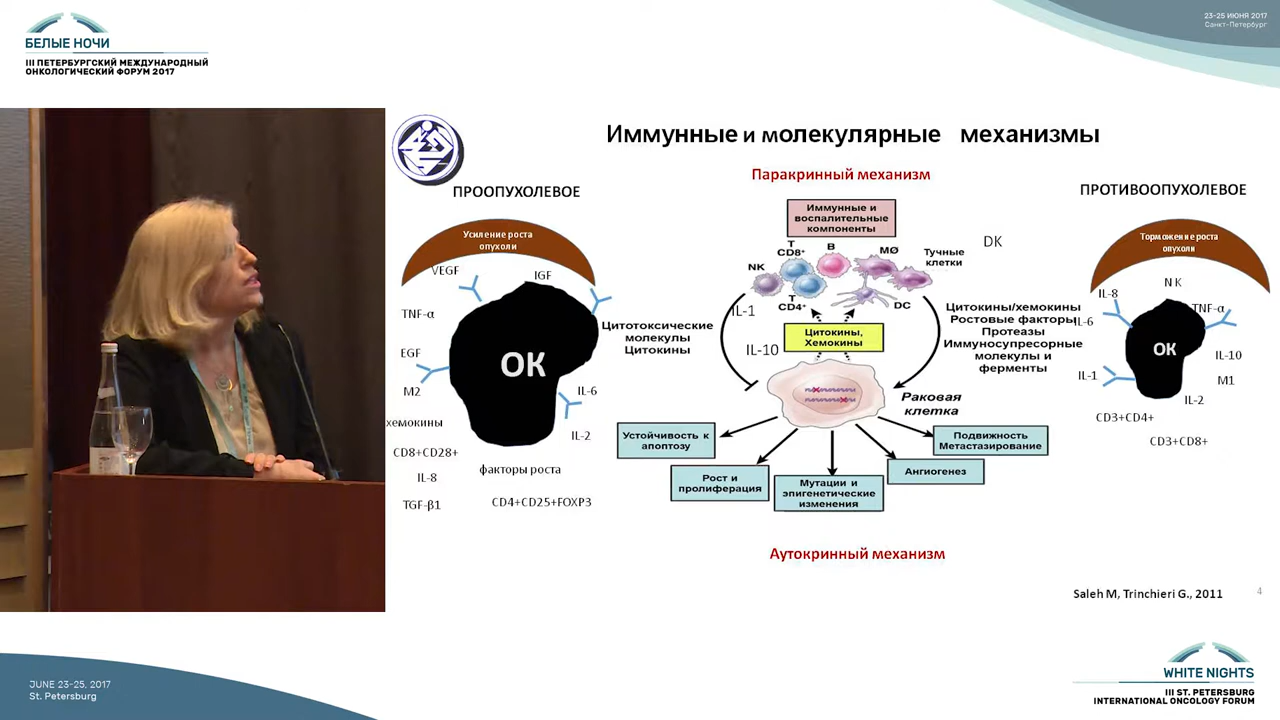 БЕЛЫЕ НОЧИ
III ПЕТЕРБУРГСКИЙ МЕЖДУНАРОДНЫЙ
ОНКОЛОГИЧЕСКИЙ ФОРУМ 2017
23-25 ИЮНЯ 2017
Санкт-Петербург
Иммунные и молекулярные механизмы
Паракринный механизм
ПРООПУХОЛЕВОЕ
Усиление роста
опухоли
VEGF
IGF
TNF-α
EGF
M2
ОК
IL-6
IL-2
хемокины
CD8+CD28+
IL-8
TGF-β1
факторы роста
CD4+CD25+FOXP3
Иммунные и
воспалительные
компоненты
NK
T
CD8+
B
MØ
Тучные
клетки
T
CD4+
DC
DK
IL-1
IL-10
Цитотоксические
молекулы
Цитокины
Цитокины,
Хемокины
Цитокины/хемокины
Ростовые факторы
Протеазы
Иммуносупресорные
молекулы и
ферменты
Раковая
клетка
Устойчивость к
апоптозу
Рост и
пролиферация
Мутации и
эпигенетические
изменения
Ангиогенез
Подвижность
Метастазирование
Аутокринный механизм
ПРОТИВООПУХОЛЕВОЕ
Торможение роста
опухоли
N K
IL-8
TNF-α
IL-6
ОК
IL-10
IL-1
M1
IL-2
CD3+CD4+
CD3+CD8+
Saleh M, Trinchieri G., 2011
4
JUNE 23-25, 2017
St. Petersburg
WHITE NIGHTS
III ST. PETERSBURG
INTERNATIONAL ONCOLOGY FORUM